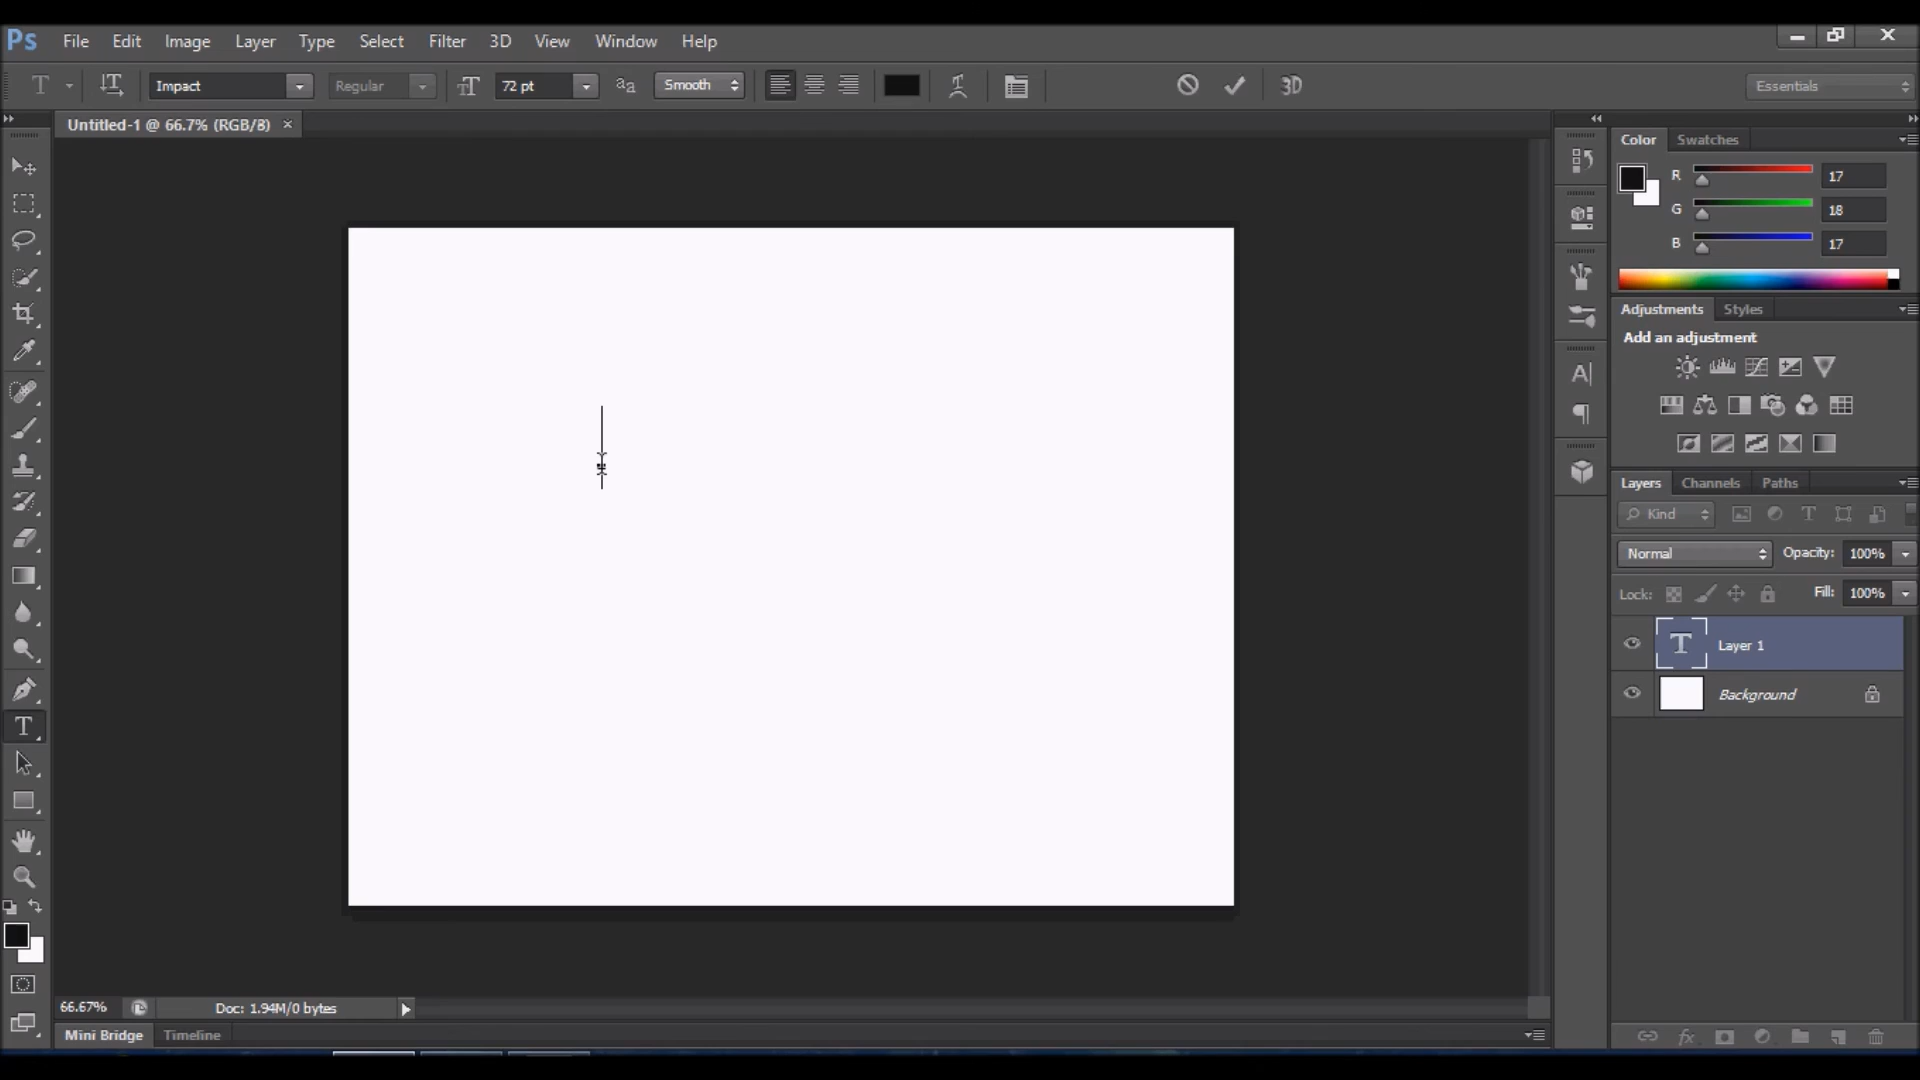 Ps File Edit Image Layer Type Select Filter 3D View Window Help
T Impact Regular 72 pt aa Smooth 3D Essentials
Untitled-1 @ 66.7% (RGB/8) ×
Color Swatches
R 17
G 18
B 17
Adjustments Styles
Add an adjustment
Layers Channels Paths
Kind
Normal Opacity: 100%
Lock: Fill: 100%
T Layer 1
Background
66.67% Doc: 1.94M/0 bytes
Mini Bridge Timeline